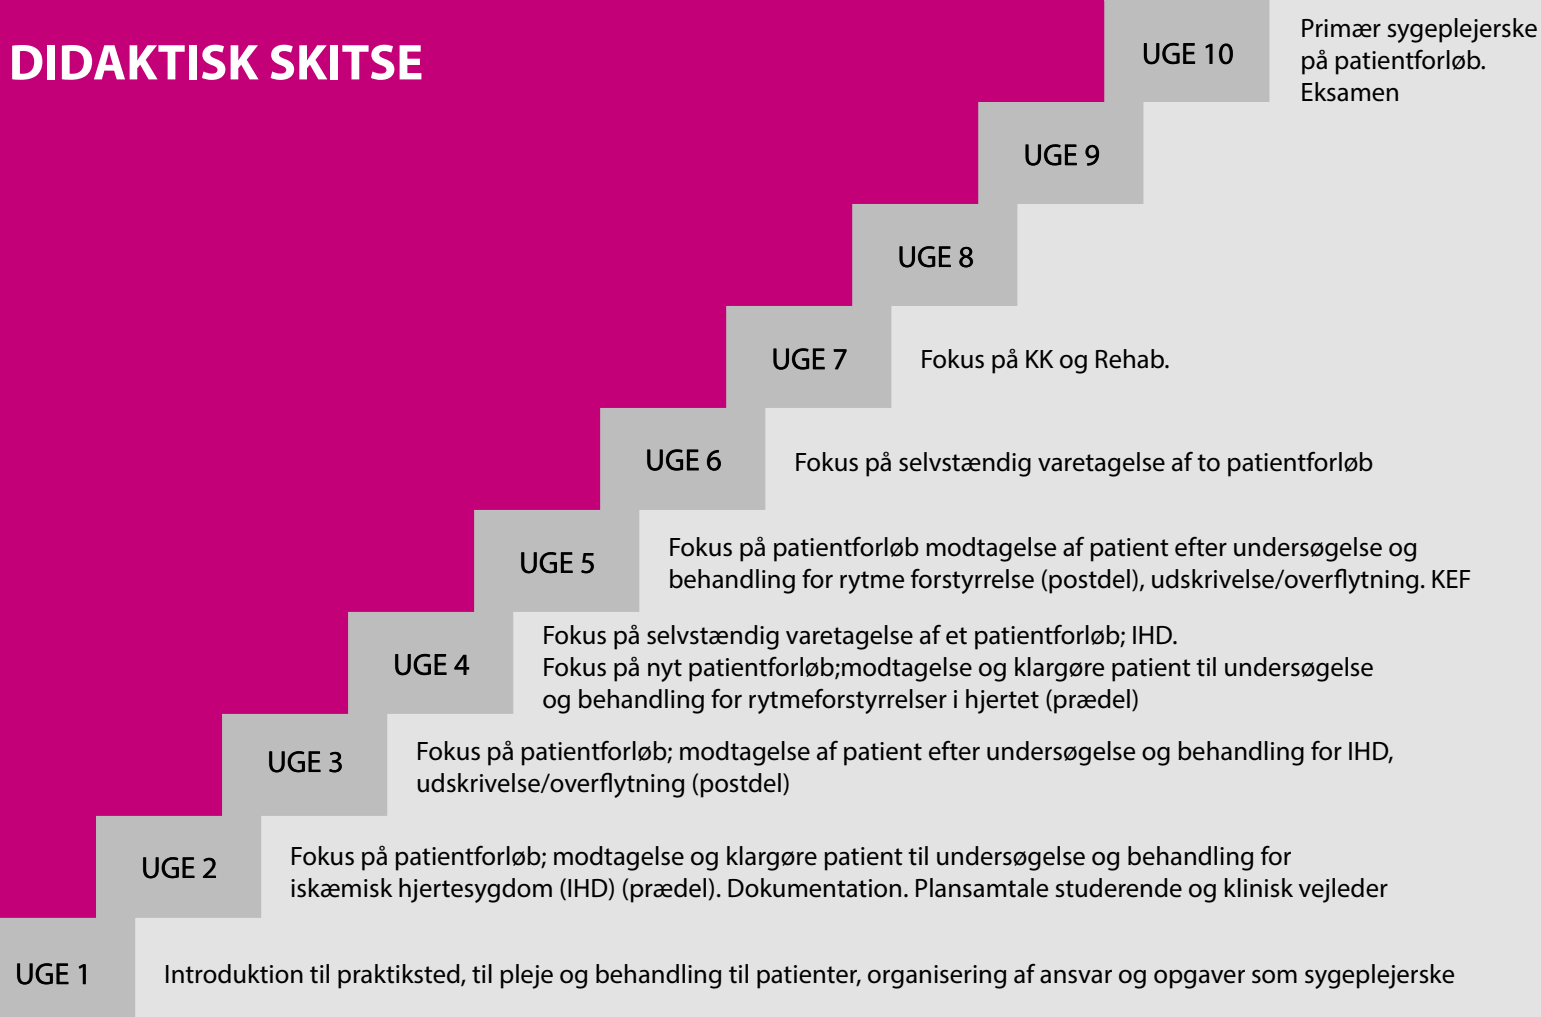 DIDAKTISK SKITSE
UGE 10
Primær sygeplejerske
på patientforløb.
Eksamen
UGE 9
UGE 8
UGE 7
Fokus på KK og Rehab.
UGE 6
Fokus på selvstændig varetagelse af to patientforløb
UGE 5
Fokus på patientforløb modtagelse af patient efter undersøgelse og
behandling for rytme forstyrrelse (postdel), udskrivelse/overflytning. KEF
UGE 4
Fokus på selvstændig varetagelse af et patientforløb; IHD.
Fokus på nyt patientforløb;modtagelse og klargøre patient til undersøgelse
og behandling for rytmeforstyrrelser i hjertet (prædel)
UGE 3
Fokus på patientforløb; modtagelse af patient efter undersøgelse og behandling for IHD,
udskrivelse/overflytning (postdel)
UGE 2
Fokus på patientforløb; modtagelse og klargøre patient til undersøgelse og behandling for
iskæmisk hjertesygdom (IHD) (prædel). Dokumentation. Plansamtale studerende og klinisk vejleder
UGE 1
Introduktion til praktiksted, til pleje og behandling til patienter, organisering af ansvar og opgaver som sygeplejerske